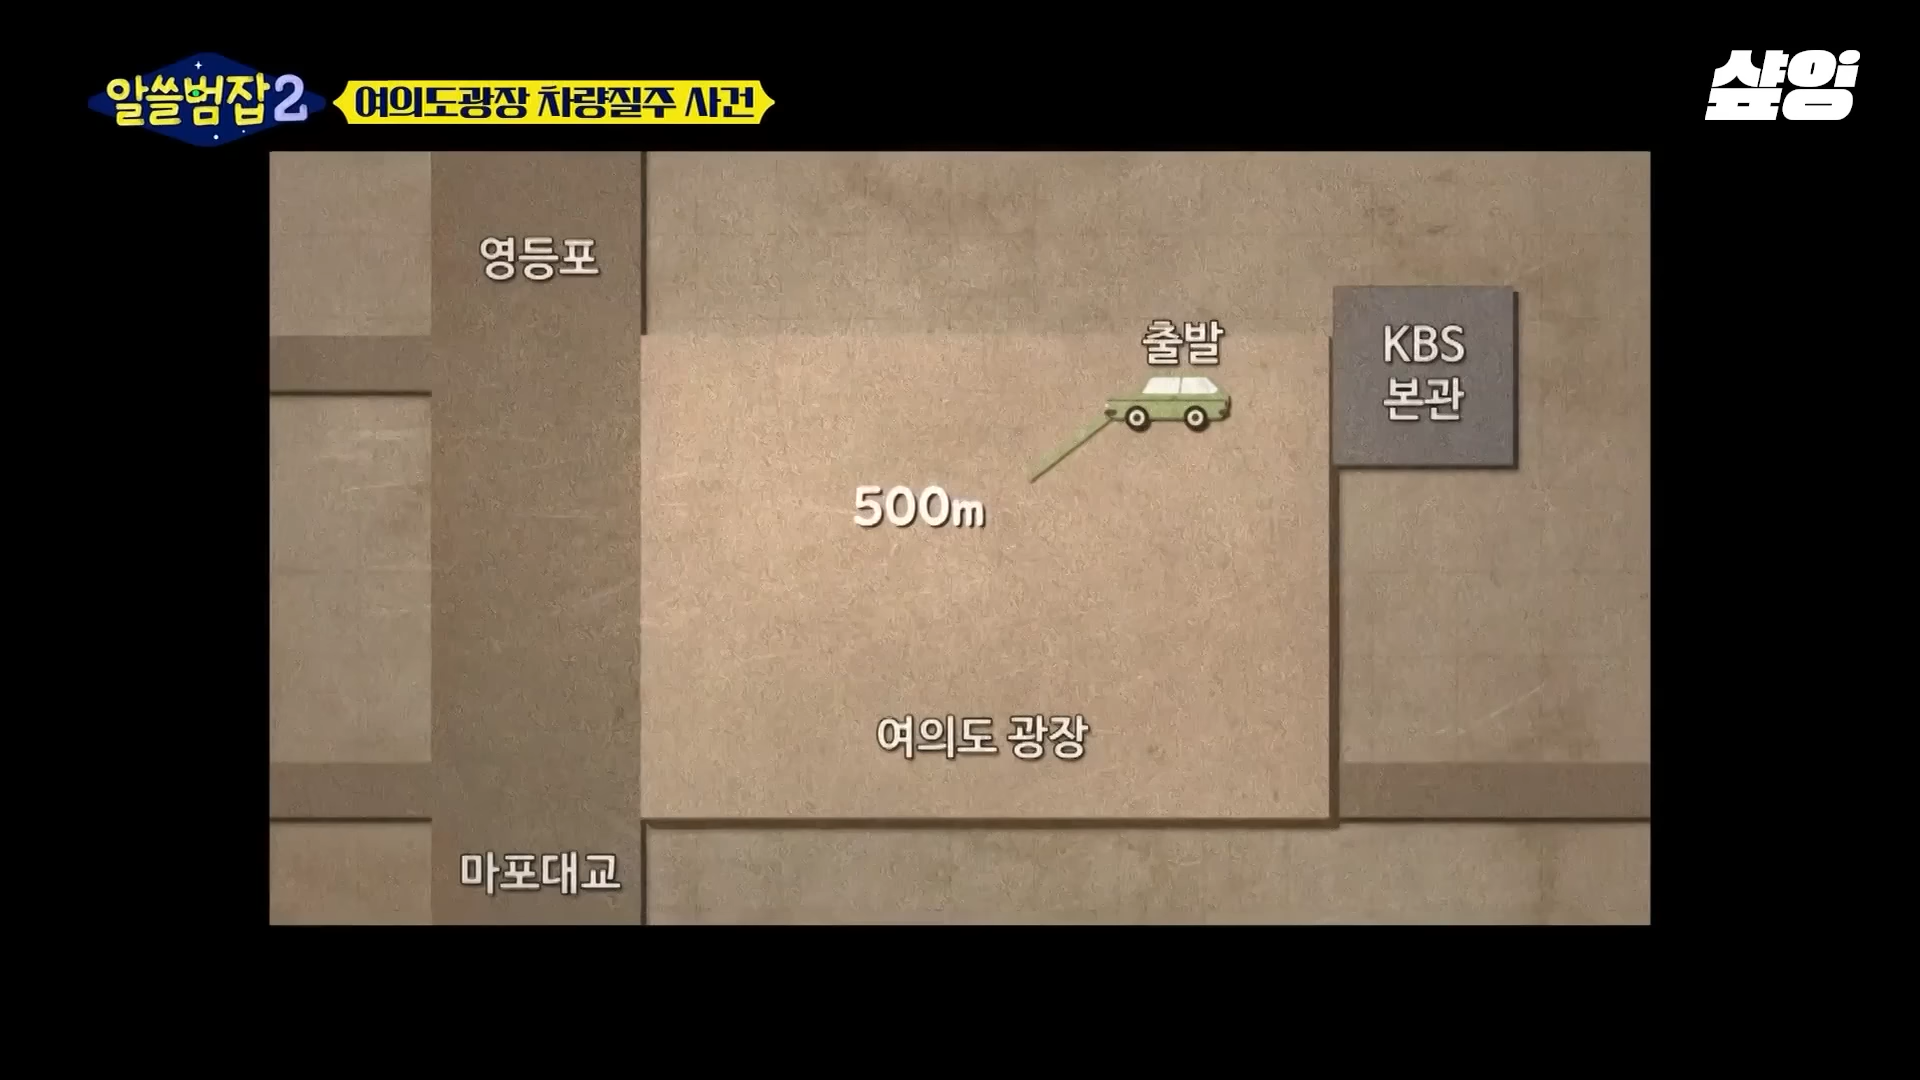 알쓸범잡2
여의도광장 차량질주 사건
샾잉
영등포
출발
KBS
본관
500m
여의도 광장
마포대교